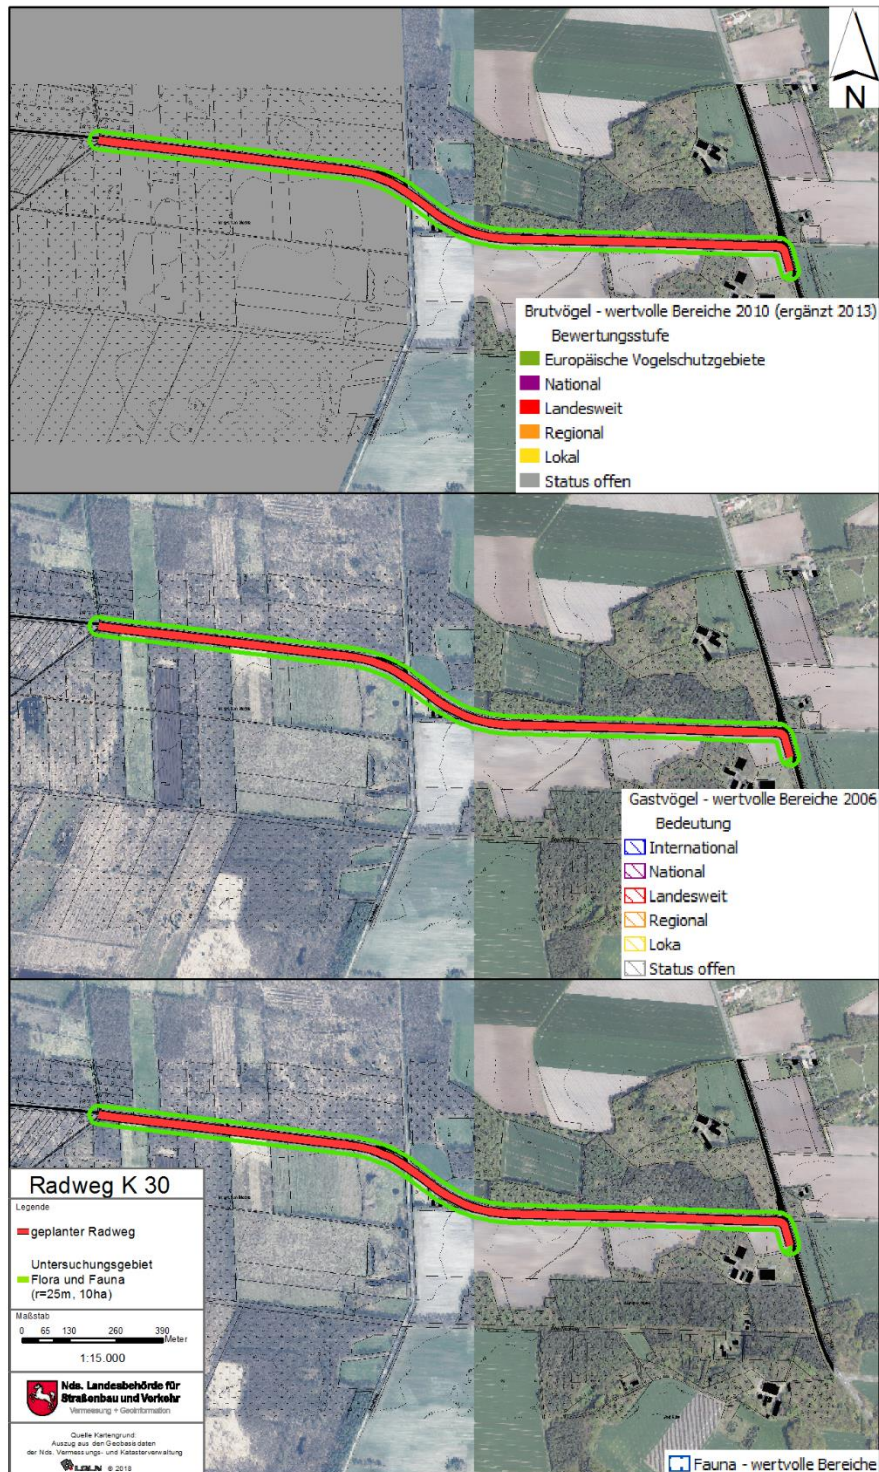 N
Brutvögel - wertvolle Bereiche 2010 (ergänzt 2013)
Bewertungsstufe
Europäische Vogelschutzgebiete
National
Landesweit
Regional
Lokal
Status offen
Gastvögel - wertvolle Bereiche 2006
Bedeutung
International
National
Landesweit
Regional
Loka
Status offen
Radweg K 30
Legende
geplanter Radweg
Untersuchungsgebiet
Flora und Fauna
(r=25m, 10ha)
Maßstab
0 65 130 260 390
Meter
1:15.000
Nds. Landesbehörde für
Straßenbau und Verkehr
Vermessung + Geoinformation
Quelle Kartengrund:
Auszug aus den Geobasisdaten
der Nds. Vermessungs- und Katasterverwaltung
LGLN © 2018
Fauna - wertvolle Bereiche